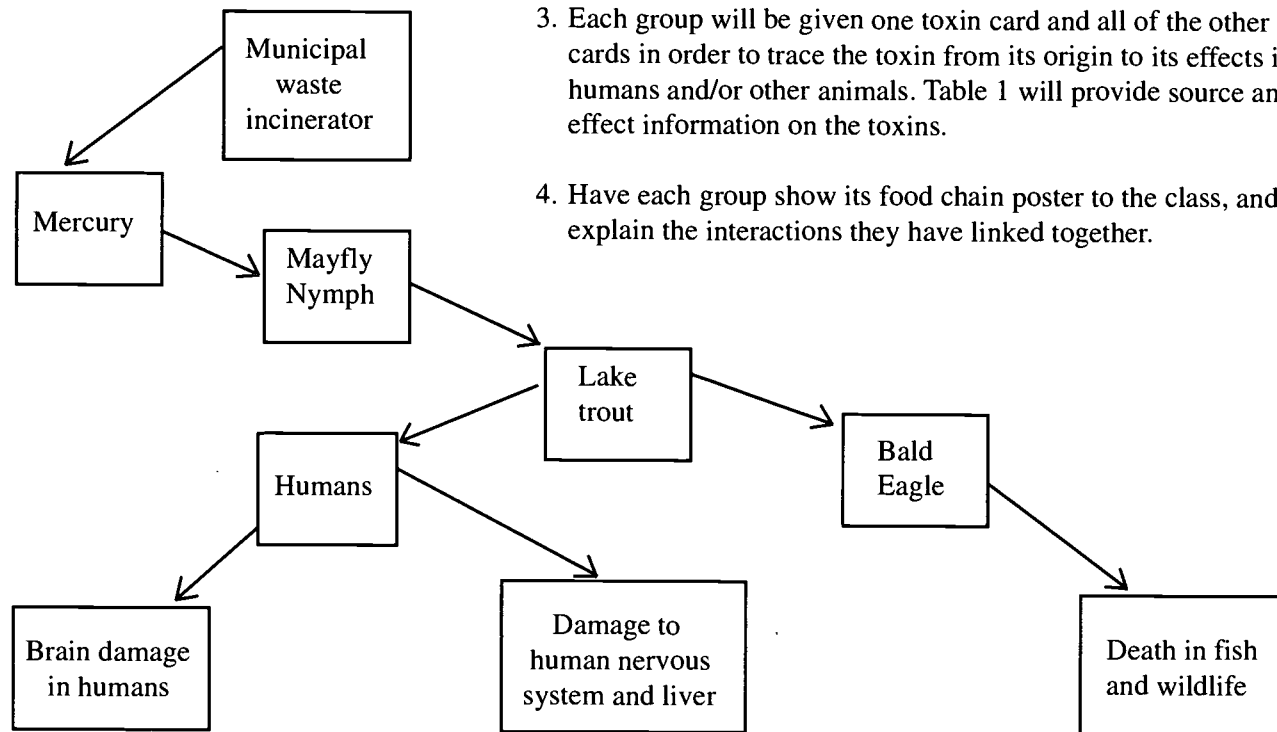 3. Each group will be given one toxin card and all of the other
cards in order to trace the toxin from its origin to its effects
humans and/or other animals. Table 1 will provide source
effect information on the toxins.
4. Have each group show its food chain poster to the class, and
explain the interactions they have linked together.
Municipal
waste
incinerator
Mercury
Mayfly
Nymph
Lake
trout
Humans
Bald
Eagle
Brain damage
in humans
Damage to
human nervous
system and liver
Death in fish
and wildlife